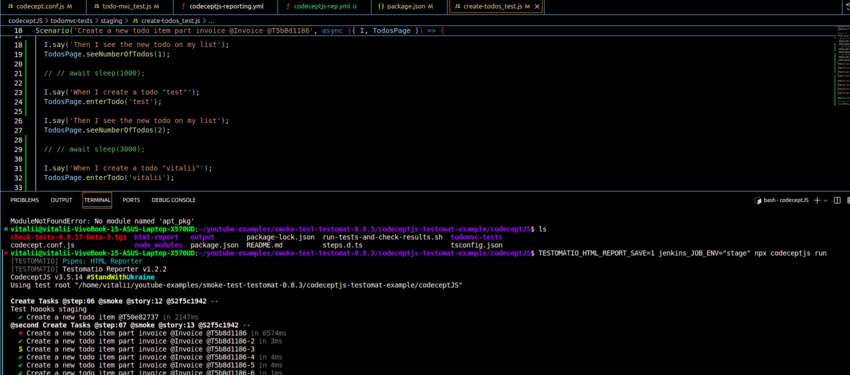 codecept.conf.js M
todo-mvc_test.js M
codeceptjs-reporting.yml
codeceptjs-rep.yml U
package.json M
create-todos_test.js M
codeceptJS > todomvc-tests > staging > create-todos_test.js > ...
10 Scenario('Create a new todo item part invoice @Invoice @T5b8d1186', async ({ I, TodosPage }) => {
17
18 I.say('Then I see the new todo on my list');
19 TodosPage.seeNumberOfTodos(1);
20
21 // // await sleep(1000);
22
23 I.say('When I create a todo "test"');
24 TodosPage.enterTodo('test');
25
26 I.say('Then I see the new todo on my list');
27 TodosPage.seeNumberOfTodos(2);
28
29 // // await sleep(3000);
30
31 I.say('When I create a todo "vitalii"');
32 TodosPage.enterTodo('vitalii');
33
PROBLEMS OUTPUT TERMINAL PORTS DEBUG CONSOLE
bash - codeceptJS
ModuleNotFoundError: No module named 'apt_pkg'
vitalii@vitalii-VivoBook-15-ASUS-Laptop-X570UD:~/youtube-examples/smoke-test-testomat-0.8.3/codeceptjs-testomat-example/codeceptJS$ ls
check-tests-0.8.17-beta-3.tgz html-report output package-lock.json run-tests-and-check-results.sh todomvc-tests
codecept.conf.js node_modules package.json README.md steps.d.ts tsconfig.json
vitalii@vitalii-VivoBook-15-ASUS-Laptop-X570UD:~/youtube-examples/smoke-test-testomat-0.8.3/codeceptjs-testomat-example/codeceptJS$ TESTOMATIO_HTML_REPORT_SAVE=1 jenkins_JOB_ENV="stage" npx codeceptjs run
[TESTOMATIO] Pipes: HTML Reporter
[TESTOMATIO] Testomatio Reporter v1.2.2
CodeceptJS v3.5.14 #StandWithUkraine
Using test root "/home/vitalii/youtube-examples/smoke-test-testomat-0.8.3/codeceptjs-testomat-example/codeceptJS"
Create Tasks @step:06 @smoke @story:12 @S2f5c1942 --
Test hoooks staging
✔ Create a new todo item @T50e82737 in 2147ms
@second Create Tasks @step:07 @smoke @story:13 @S2f5c1942 --
✖ Create a new todo item part invoice @Invoice @T5b8d1186 in 6574ms
✔ Create a new todo item part invoice @Invoice @T5b8d1186-2 in 3ms
S Create a new todo item part invoice @Invoice @T5b8d1186-3
✔ Create a new todo item part invoice @Invoice @T5b8d1186-4 in 4ms
✔ Create a new todo item part invoice @Invoice @T5b8d1186-5 in 4ms
✔ Create a new todo item part invoice @Invoice @T5b8d1186-6 in 1ms